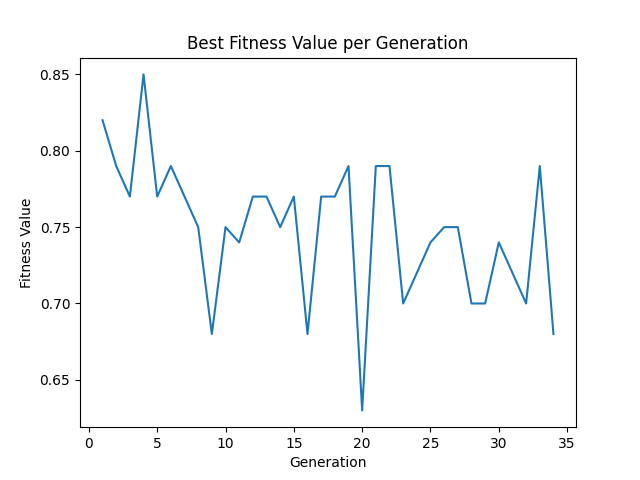 Best Fitness Value per Generation
0.85
0.80
0.75
0.70
0.65
Fitness Value
0 5 10 15 20 25 30 35
Generation